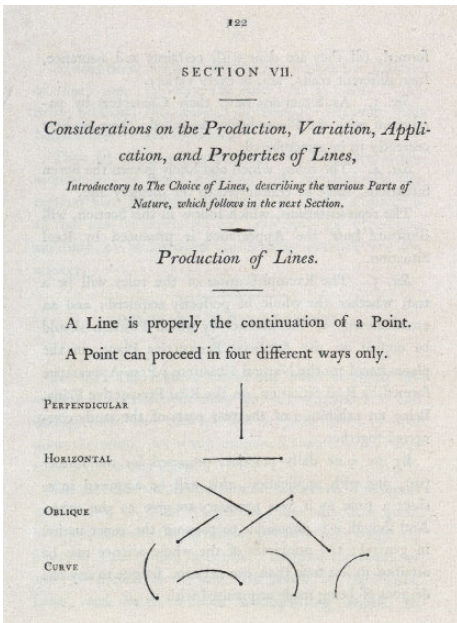 122
SECTION VII.
Considerations on the Production, Variation, Appli-
cation, and Properties of Lines,
Introductory to The Choice of Lines, describing the various Parts of
Nature, which follows in the next Section.
Production of Lines.
A Line is properly the continuation of a Point.
A Point can proceed in four different ways only.
PERPENDICULAR
HORIZONTAL
OBLIQUE
CURVE